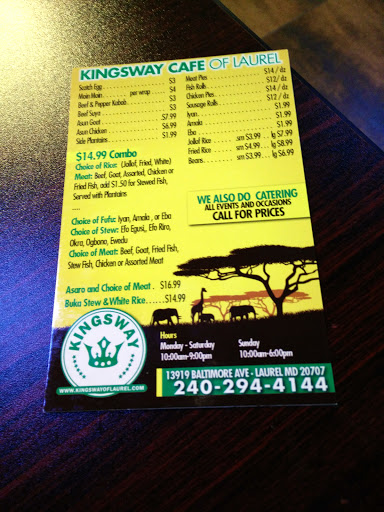 KINGSWAY CAFE OF LAUREL
Scotch Egg $3
Moin Moin per wrap $4
Beef & Pepper Kabob $3
Beef Suya $3
Asun Goat $7.99
Asun Chicken $6.99
Side Plantains $1.99
Meat Pies $14 / dz
Fish Rolls $12 / dz
Chicken Pies $14 / dz
Sausage Rolls $12 / dz
Iyan $1.99
Amala $1.99
Eba $1.99
Jollof Rice sm $3.99 lg $7.99
Fried Rice sm $4.99 lg $8.99
Beans sm $3.99 lg $6.99
$14.99 Combo
Choice of Rice: (Jollof, Fried, White)
Meat: Beef, Goat, Assorted, Chicken or
Fried Fish, add $1.50 for Stewed Fish,
Served with Plantains
....
Choice of Fufu: Iyan, Amala, or Eba
Choice of Stew: Efo Egusi, Efo Riro,
Okra, Ogbono, Ewedu
Choice of Meat: Beef, Goat, Fried Fish,
Stew Fish, Chicken or Assorted Meat
Asaro and Choice of Meat . $16.99
Buka Stew & White Rice ...... $14.99
WE ALSO DO CATERING
ALL EVENTS AND OCCASIONS
CALL FOR PRICES
KINGSWAY
WWW.KINGSWAYOFLAUREL.COM
Hours
Monday - Saturday
10:00am-9:00pm
Sunday
10:00am-6:00pm
13919 BALTIMORE AVE - LAUREL MD 20707
240-294-4144